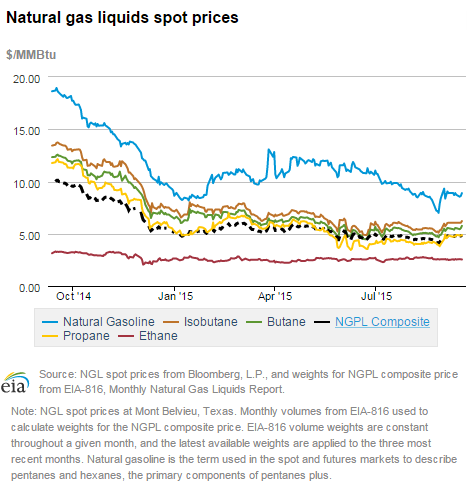 Natural gas liquids spot prices
$/MMBtu
20.00
15.00
10.00
5.00
0.00
Oct '14
Jan '15
Apr '15
Jul '15
Natural Gasoline
Isobutane
Butane
NGPL Composite
Propane
Ethane
eia
Source: NGL spot prices from Bloomberg, L.P., and weights for NGPL composite price
from EIA-816, Monthly Natural Gas Liquids Report.
Note: NGL spot prices at Mont Belvieu, Texas. Monthly volumes from EIA-816 used to
calculate weights for the NGPL composite price. EIA-816 volume weights are constant
throughout a given month, and the latest available weights are applied to the three most
recent months. Natural gasoline is the term used in the spot and futures markets to describe
pentanes and hexanes, the primary components of pentanes plus.